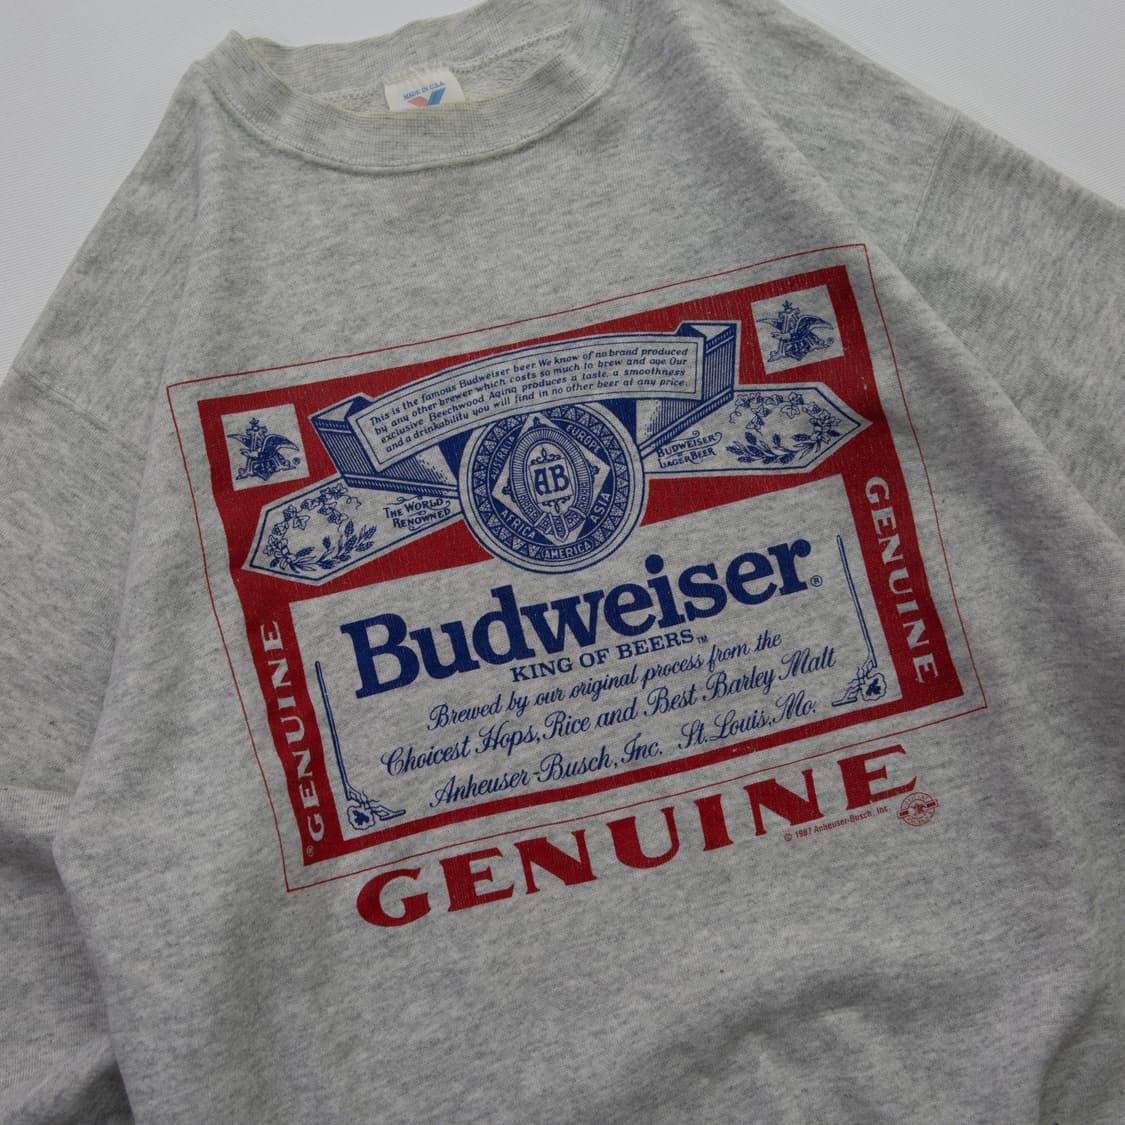 MADE IN U.S.A.
This is the famous Budweiser beer. We know of no brand produced
by any other brewer which costs so much to brew and age. Our
exclusive Beechwood Aging produces a taste, a smoothness
and a drinkability you will find in no other beer at any price.
THE WORLD
RENOWNED
BUDWEISER
LAGER BEER
AUSTRALIA
EUROPE
AFRICA
ASIA
AMERICA
AB
GENUINE
GENUINE
Budweiser®
KING OF BEERS™
Brewed by our original process from the
Choicest Hops, Rice and Best Barley Malt
Anheuser-Busch, Inc. St. Louis, Mo.
®
GENUINE
© 1987 Anheuser-Busch, Inc.